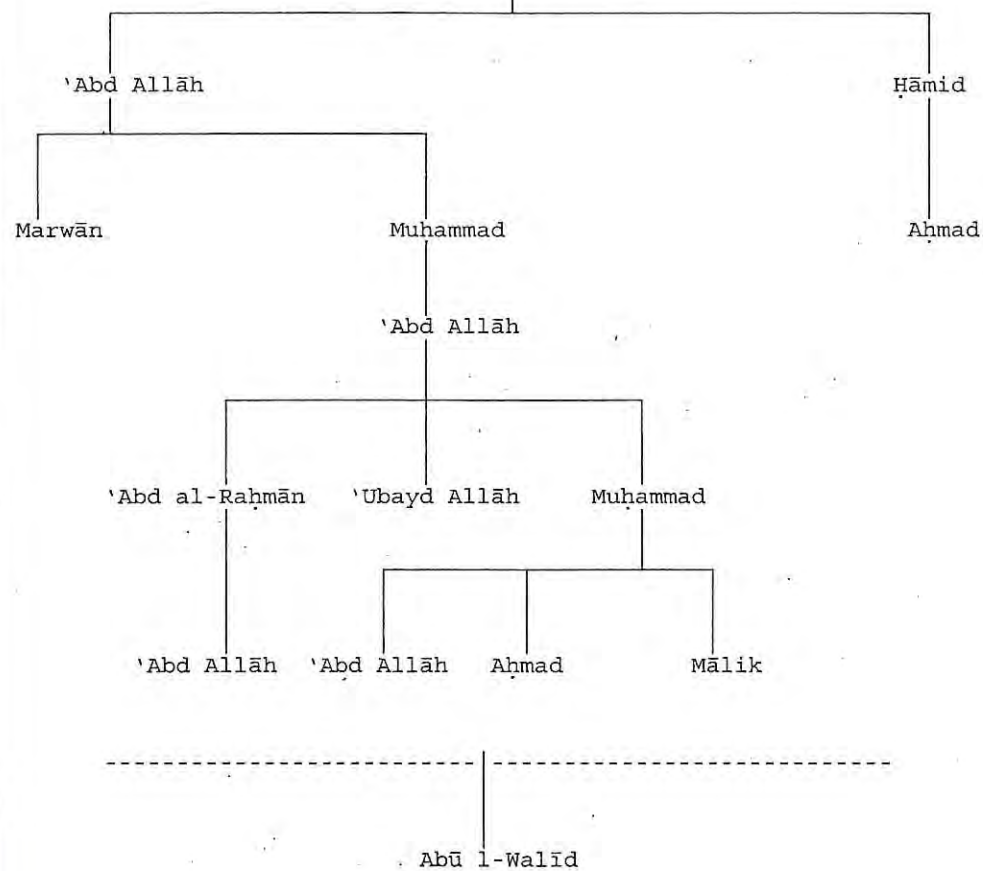 ‛Abd Allāh Ḥāmid
Marwān Muḥammad Aḥmad
‛Abd Allāh
‛Abd al-Raḥmān ‛Ubayd Allāh Muḥammad
‛Abd Allāh ‛Abd Allāh Aḥmad Mālik
Abū l-Walīd